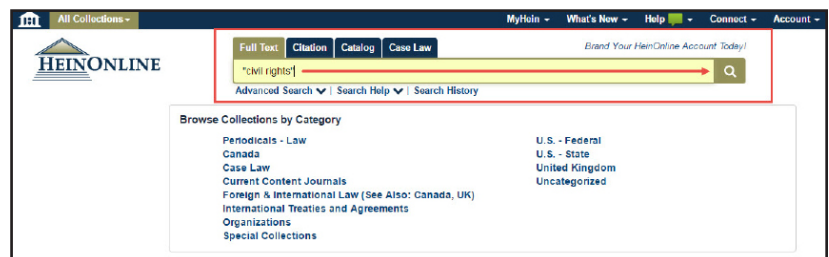 All Collections MyHein What's New Help Connect Account
HEINONLINE
Full Text Citation Catalog Case Law Brand Your HeinOnline Account Today!
"civil rights"
Advanced Search | Search Help | Search History
Browse Collections by Category
Periodicals - Law U.S. - Federal
Canada U.S. - State
Case Law United Kingdom
Current Content Journals Uncategorized
Foreign & International Law (See Also: Canada, UK)
International Treaties and Agreements
Organizations
Special Collections